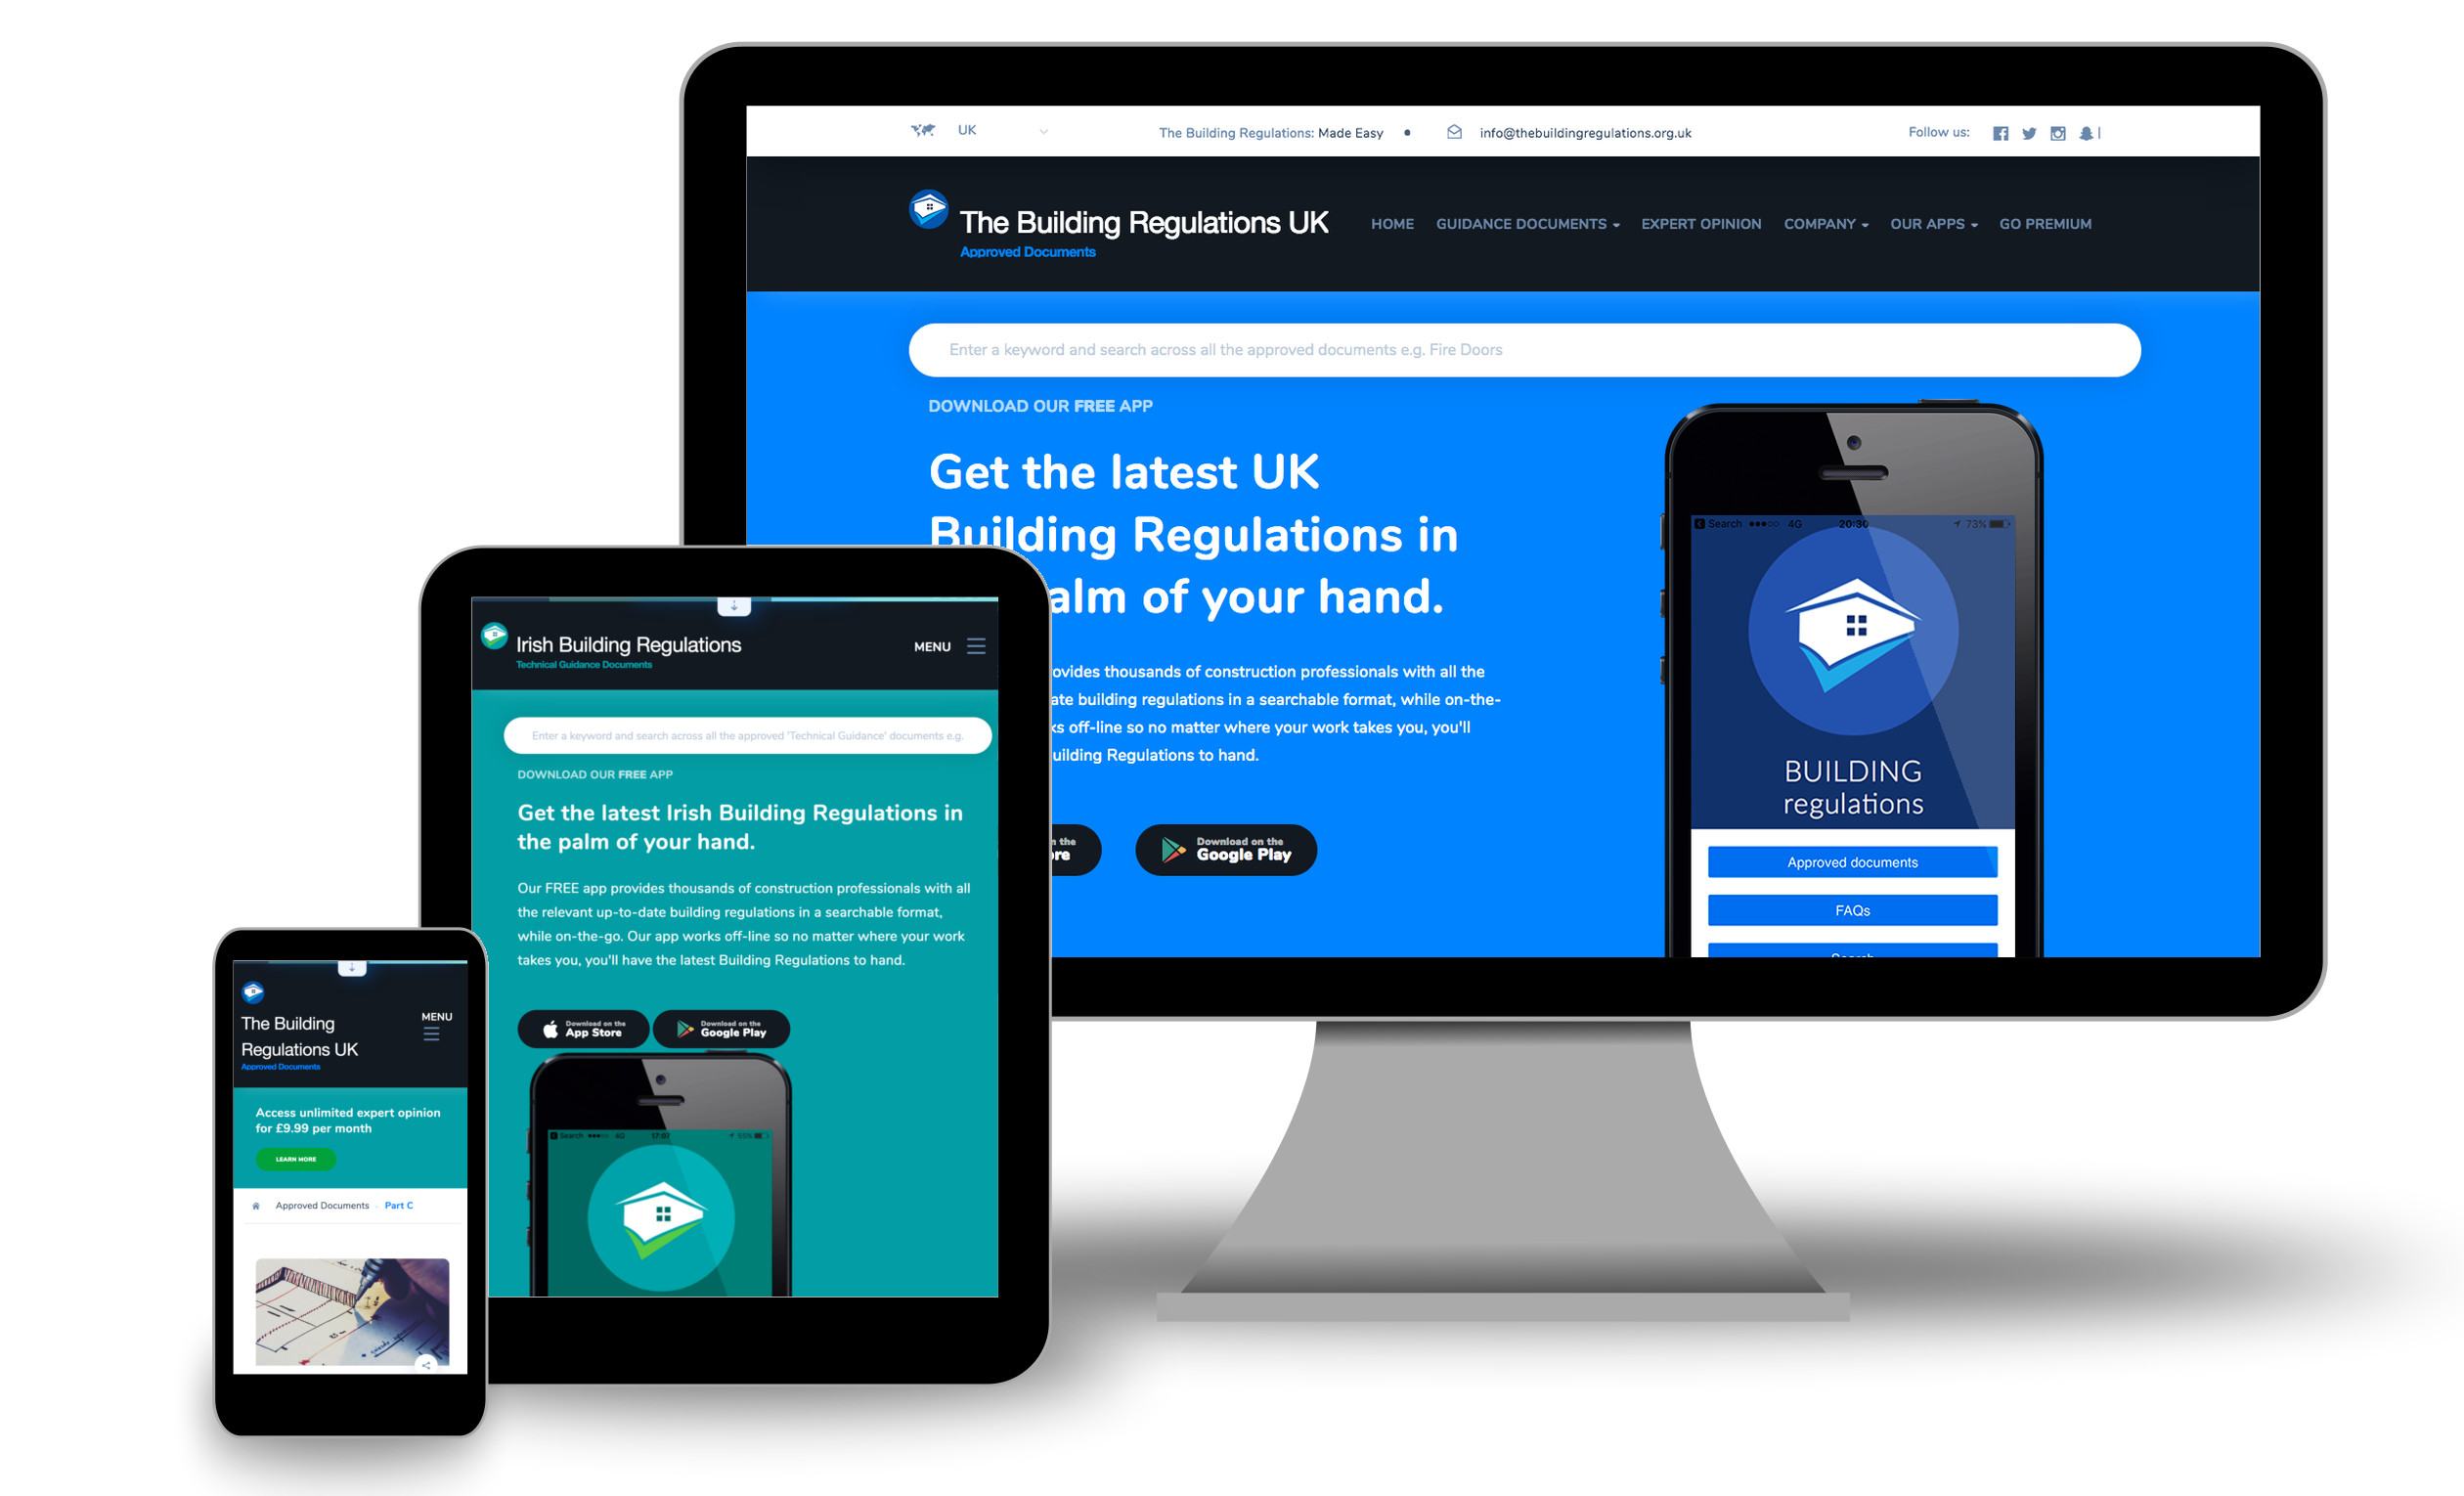 UK
The Building Regulations: Made Easy
info@thebuildingregulations.org.uk
Follow us:
The Building Regulations UK
Approved Documents
HOME GUIDANCE DOCUMENTS EXPERT OPINION COMPANY OUR APPS GO PREMIUM
Enter a keyword and search across all the approved documents e.g. Fire Doors
DOWNLOAD OUR FREE APP
Get the latest UK
Building Regulations in
alm of your hand.
ovides thousands of construction professionals with all the
ate building regulations in a searchable format, while on-the-
ks off-line so no matter where your work takes you, you'll
uilding Regulations to hand.
n the
re
Download on the
Google Play
Search 4G 20:30 73%
BUILDING
regulations
Approved documents
FAQs
Search
Irish Building Regulations
Technical Guidance Documents
MENU
Enter a keyword and search across all the approved 'Technical Guidance' documents e.g.
DOWNLOAD OUR FREE APP
Get the latest Irish Building Regulations in
the palm of your hand.
Our FREE app provides thousands of construction professionals with all
the relevant up-to-date building regulations in a searchable format,
while on-the-go. Our app works off-line so no matter where your work
takes you, you'll have the latest Building Regulations to hand.
Download on the
App Store
Download on the
Google Play
Search 4G 17:07 55%
The Building
Regulations UK
Approved Documents
MENU
Access unlimited expert opinion
for £9.99 per month
LEARN MORE
Approved Documents - Part C